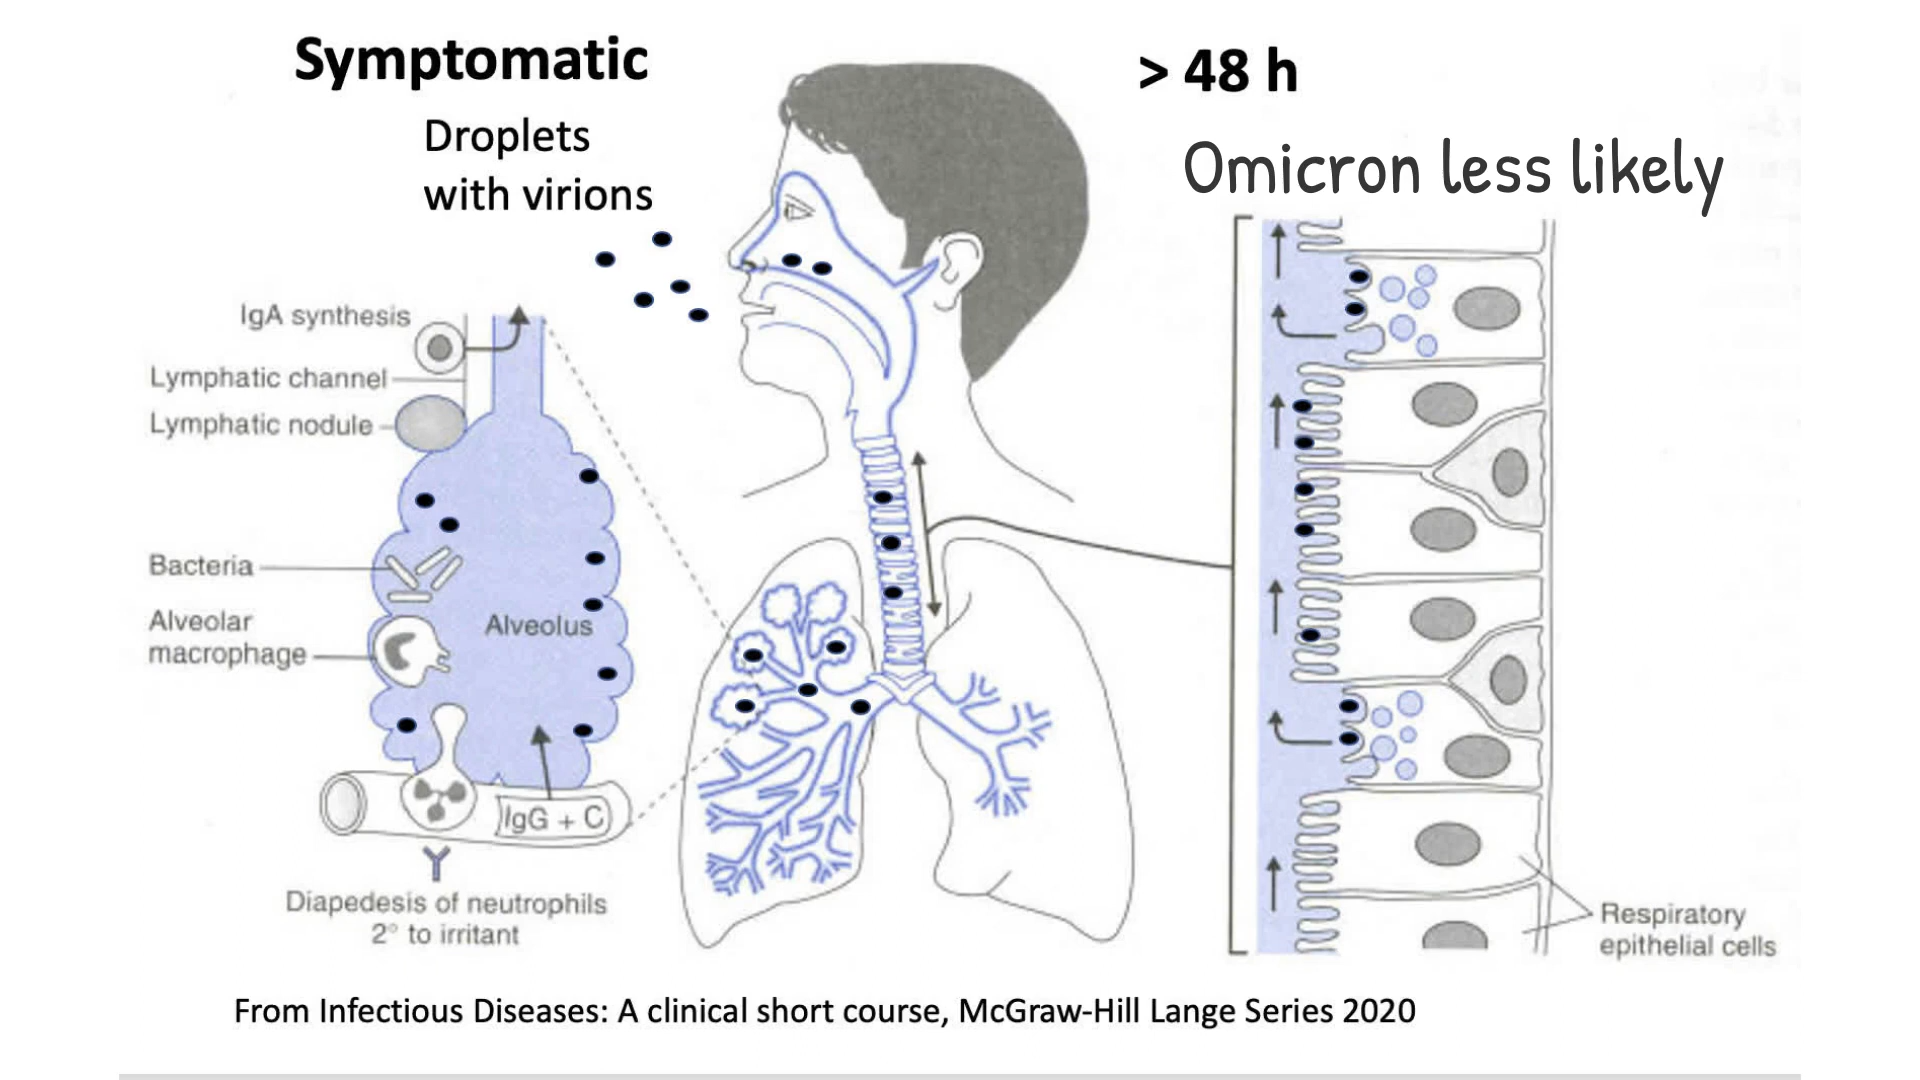 Symptomatic
> 48 h
Droplets
with virions
Omicron less likely
IgA synthesis
Lymphatic channel
Lymphatic nodule
Bacteria
Alveolar
macrophage
Alveolus
IgG + C
Diapedesis of neutrophils
2° to irritant
Respiratory
epithelial cells
From Infectious Diseases: A clinical short course, McGraw-Hill Lange Series 2020